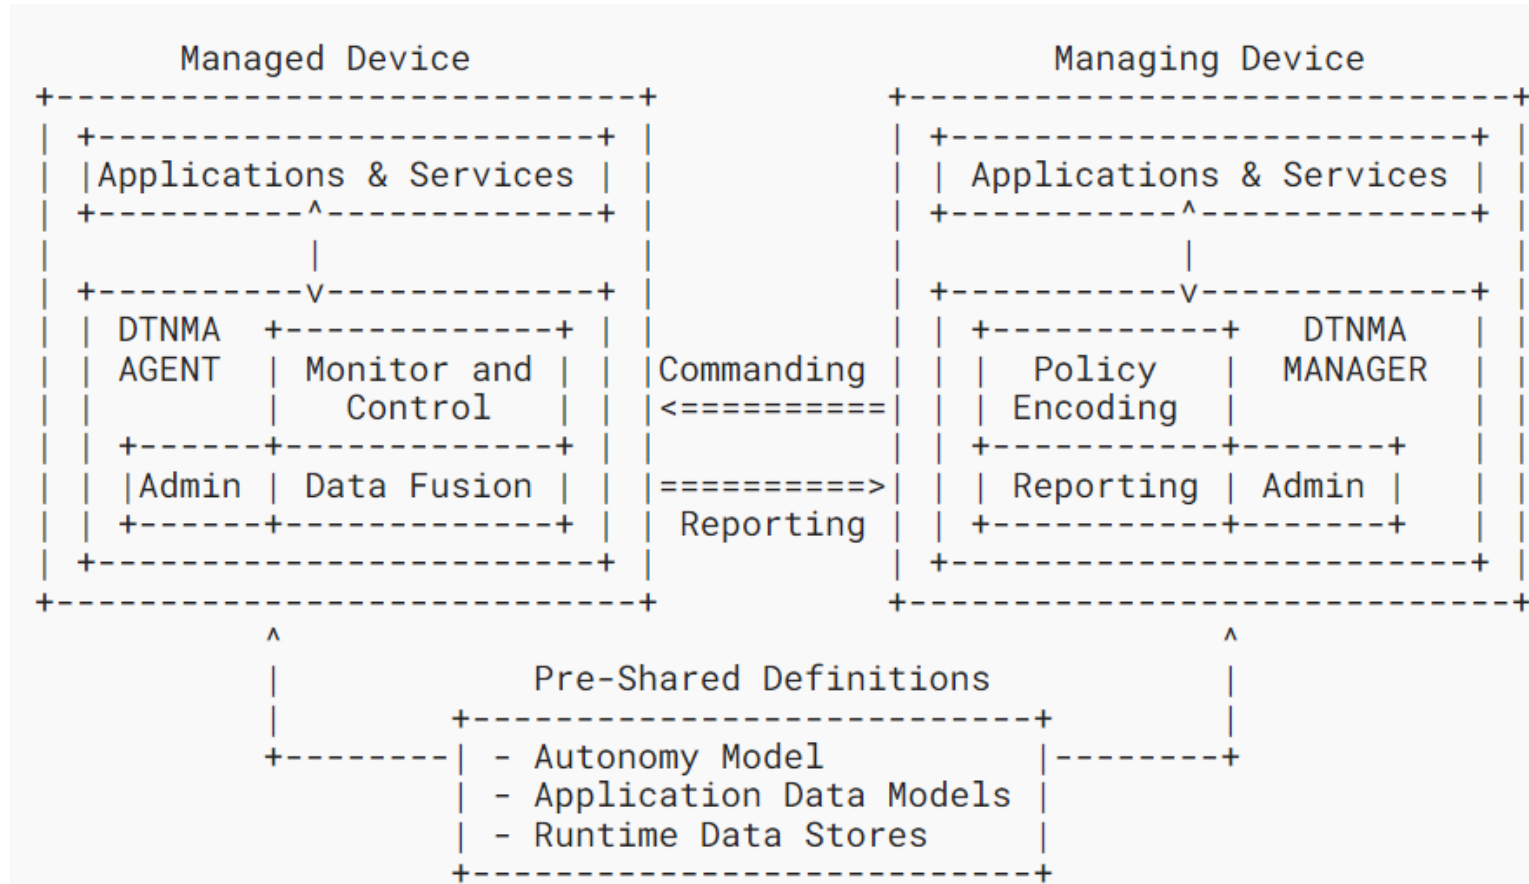 Managed Device                            Managing Device
+----------------------------+           +-----------------------------+
| +------------------------+ |           | +-------------------------+ |
| |Applications & Services | |           | | Applications & Services | |
| +----------^-------------+ |           | +-----------^-------------+ |
|            |               |           |             |               |
| +----------v-------------+ |           | +-----------v-------------+ |
| | DTNMA  +-------------+ | |           | | +-----------+   DTNMA   | |
| | AGENT  | Monitor and | | |Commanding | | |  Policy   |  MANAGER  | |
| |        |   Control   | | |<==========| | | Encoding  |           | |
| | +------+-------------+ | |           | | +-----------+-------+   | |
| | |Admin | Data Fusion | | |==========>| | | Reporting | Admin |   | |
| | +------+-------------+ | | Reporting | | +-----------+-------+   | |
| +------------------------+ |           | +-------------------------+ |
+----------------------------+           +-----------------------------+
           ^                                             ^
           |            Pre-Shared Definitions           |
           |        +---------------------------+        |
           +--------| - Autonomy Model          |--------+
                    | - Application Data Models |
                    | - Runtime Data Stores     |
                    +---------------------------+